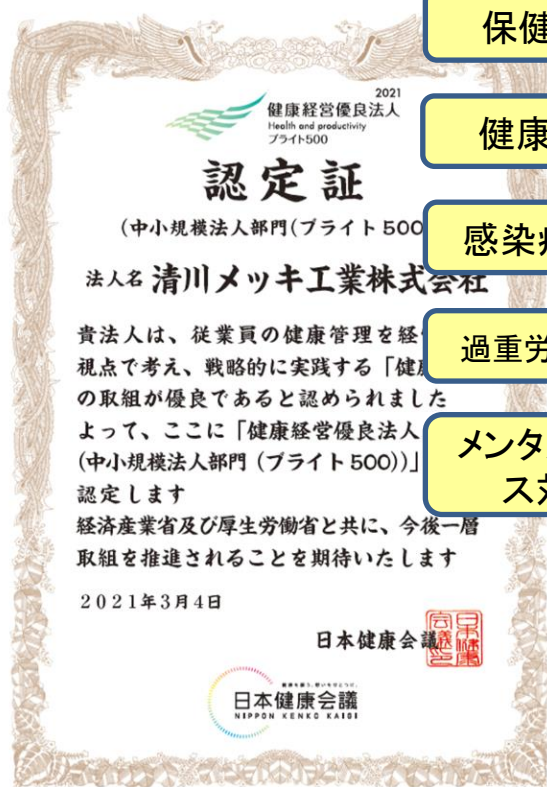 2021
健康経営優良法人
Health and productivity
ブライト500
認定証
(中小規模法人部門(ブライト500
法人名 清川メッキ工業株式会社
貴法人は、従業員の健康管理を経
視点で考え、戦略的に実践する「健
の取組が優良であると認められました
よって、ここに「健康経営優良法人
(中小規模法人部門(ブライト500))」
認定します
経済産業省及び厚生労働省と共に、今後一層
取組を推進されることを期待いたします
2021年3月4日
日本健康会議
日本健康会議
NIPPON KENKO KAIGI
保健
健康
感染
過重労
メンタ
ス